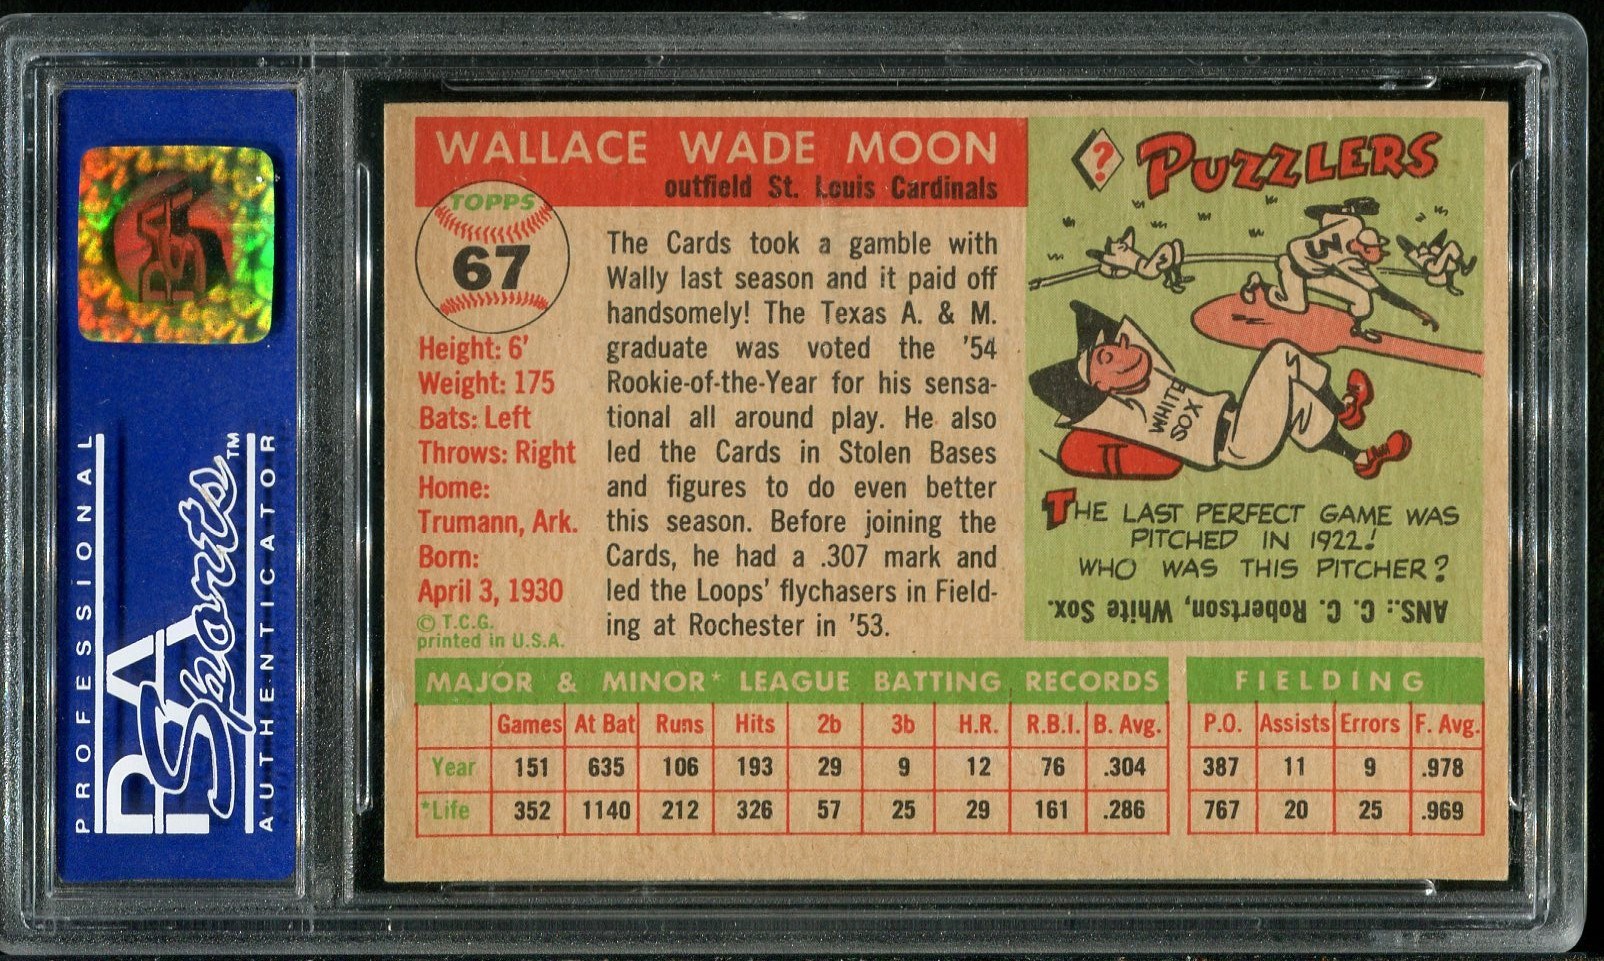 PROFESSIONAL
PSA
Sports™
AUTHENTICATOR
PSA
WALLACE WADE MOON
outfield St. Louis Cardinals
TOPPS
67
Height: 6'
Weight: 175
Bats: Left
Throws: Right
Home:
Trumann, Ark.
Born:
April 3, 1930
© T.C.G.
printed in U.S.A.
The Cards took a gamble with
Wally last season and it paid off
handsomely! The Texas A. & M.
graduate was voted the '54
Rookie-of-the-Year for his sensa-
tional all around play. He also
led the Cards in Stolen Bases
and figures to do even better
this season. Before joining the
Cards, he had a .307 mark and
led the Loops' flychasers in Field-
ing at Rochester in '53.
? PUZZLERS
WHITE
SOX
THE LAST PERFECT GAME WAS
PITCHED IN 1922!
WHO WAS THIS PITCHER?
ANS.: C. C. Robertson, White Sox.
MAJOR & MINOR* LEAGUE BATTING RECORDS
Games At Bat Runs Hits 2b 3b H.R. R.B.I. B. Avg.
Year 151 635 106 193 29 9 12 76 .304
*Life 352 1140 212 326 57 25 29 161 .286
FIELDING
P.O. Assists Errors F. Avg.
387 11 9 .978
767 20 25 .969